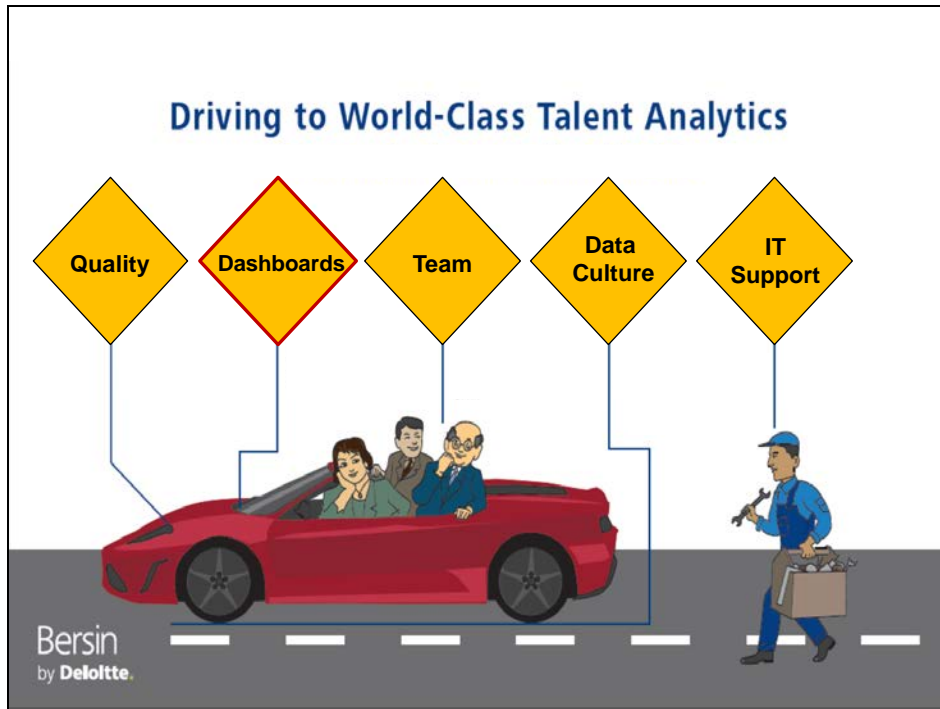 Driving to World-Class Talent Analytics
Quality
Dashboards
Team
Data
Culture
IT
Support
Bersin
by Deloitte.